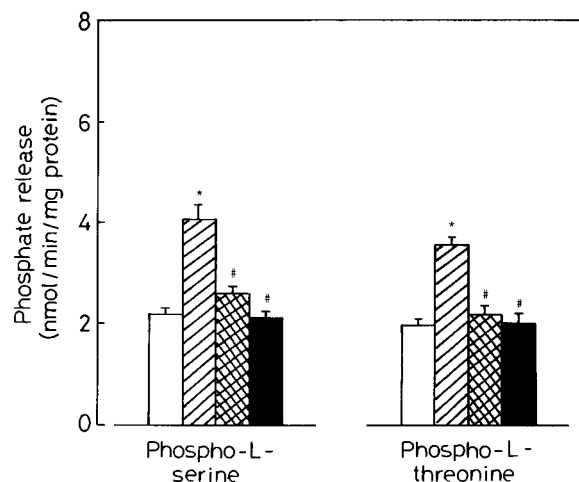 8
6
4
2
0
Phosphate release
(nmol/min/mg protein)
*
#
#
*
#
#
Phospho-L-
serine
Phospho-L-
threonine